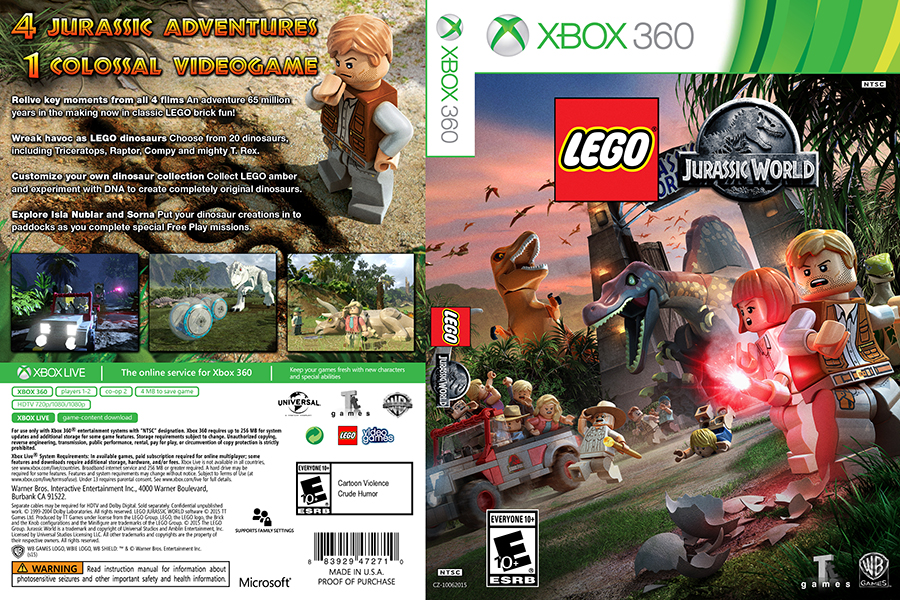 4 JURASSIC ADVENTURES
1 COLOSSAL VIDEOGAME
Relive key moments from all 4 films An adventure 65 million
years in the making now in classic LEGO brick fun!
Wreak havoc as LEGO dinosaurs Choose from 20 dinosaurs,
including Triceratops, Raptor, Compy and mighty T. Rex.
Customize your own dinosaur collection Collect LEGO amber
and experiment with DNA to create completely original dinosaurs.
Explore Isla Nublar and Sorna Put your dinosaur creations in to
paddocks as you complete special Free Play missions.
XBOX LIVE
The online service for Xbox 360
Keep your games fresh with new characters
and special abilities
XBOX 360 players 1-2 co-op 2 4 MB to save game
HDTV 720p/1080i/1080p
XBOX LIVE game-content download
For use only with Xbox 360® entertainment systems with "NTSC" designation. Xbox 360 requires up to 256 MB for system
updates and additional storage for some game features. Storage requirements subject to change. Unauthorized copying,
reverse engineering, transmission, public performance, rental, pay for play, or circumvention of copy protection is strictly
prohibited.
Xbox Live® System Requirements: In available games, paid subscription required for online multiplayer; some
features and downloads require additional storage, hardware, and/or fees. Xbox Live is not available in all countries,
see www.xbox.com/live/countries. Broadband internet service and 256 MB or greater required. A hard drive may be
required for some features. Features and system requirements may change without notice. Subject to Terms of Use (at
www.xbox.com/live/termsofuse). Under 13 requires parental consent. See www.xbox.com/live for full details.
Warner Bros. Interactive Entertainment Inc., 4000 Warner Boulevard,
Burbank CA 91522.
Separate cables may be required for HDTV and Dolby Digital. Sold separately. Confidential unpublished
work. © 1999-2004 Dolby Laboratories. All rights reserved. LEGO JURASSIC WORLD software © 2015 TT
Games Ltd. Produced by TT Games under license from the LEGO Group. LEGO, the LEGO logo, the Brick
and the Knob configurations and the Minifigure are trademarks of the LEGO Group. © 2015 The LEGO
Group. Jurassic World is a trademark and copyright of Universal Studios and Amblin Entertainment, Inc.
Licensed by Universal Studios Licensing LLC. All other trademarks and copyrights are the property of
their respective owners. All rights reserved.
WB GAMES LOGO, WBIE LOGO, WB SHIELD: ™ & © Warner Bros. Entertainment Inc.
(s15)
WARNING Read instruction manual for information about
photosensitive seizures and other important safety and health information.
UNIVERSAL
TT games
LEGO video games
EVERYONE 10+
E 10+
ESRB
Cartoon Violence
Crude Humor
SUPPORTS FAMILY SETTINGS
Microsoft®
8 83929 47271 0
MADE IN U.S.A.
PROOF OF PURCHASE
XBOX 360
LEGO
JURASSIC WORLD
NTSC
XBOX 360
NTSC
LEGO
JURASSIC WORLD
EVERYONE 10+
E 10+
ESRB
CZ-10062015
TT games
WB GAMES